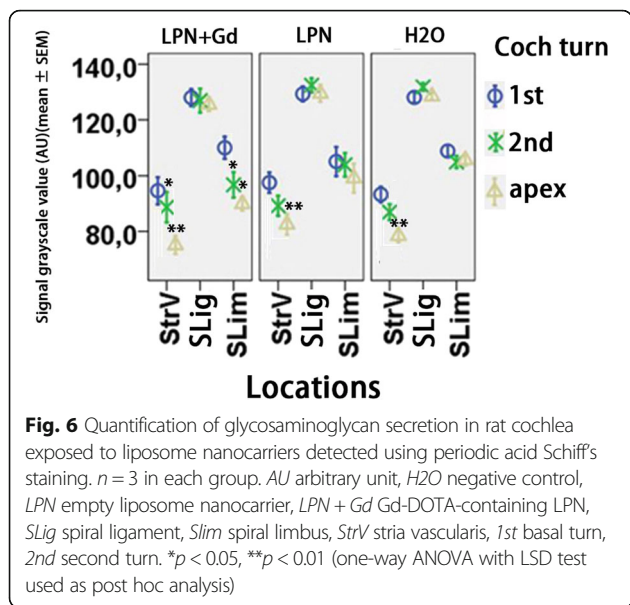 LPN+Gd LPN H2O
Coch turn
1st
2nd
apex
Signal grayscale value (AU)(mean ± SEM)
140,0
120,0
100,0
80,0
* ** * *
**
**
StrV SLig SLim StrV SLig SLim StrV SLig SLim
Locations
Fig. 6 Quantification of glycosaminoglycan secretion in rat cochlea
exposed to liposome nanocarriers detected using periodic acid Schiff's
staining. n = 3 in each group. AU arbitrary unit, H2O negative control,
LPN empty liposome nanocarrier, LPN + Gd Gd-DOTA-containing LPN,
SLig spiral ligament, Slim spiral limbus, StrV stria vascularis, 1st basal turn,
2nd second turn. *p < 0.05, **p < 0.01 (one-way ANOVA with LSD test
used as post hoc analysis)